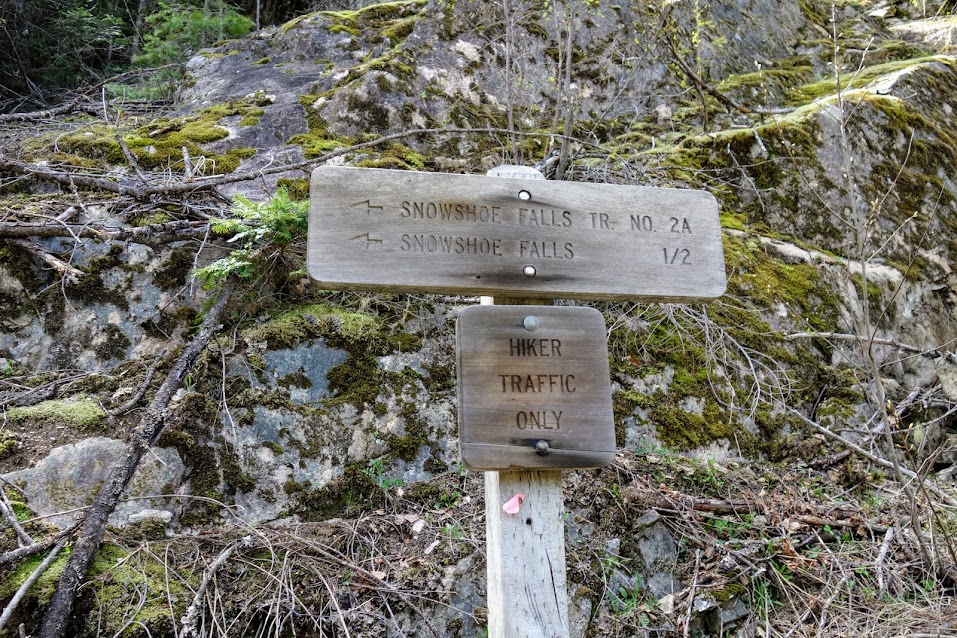 SNOWSHOE FALLS TR. NO. 2A
SNOWSHOE FALLS 1/2
HIKER
TRAFFIC
ONLY